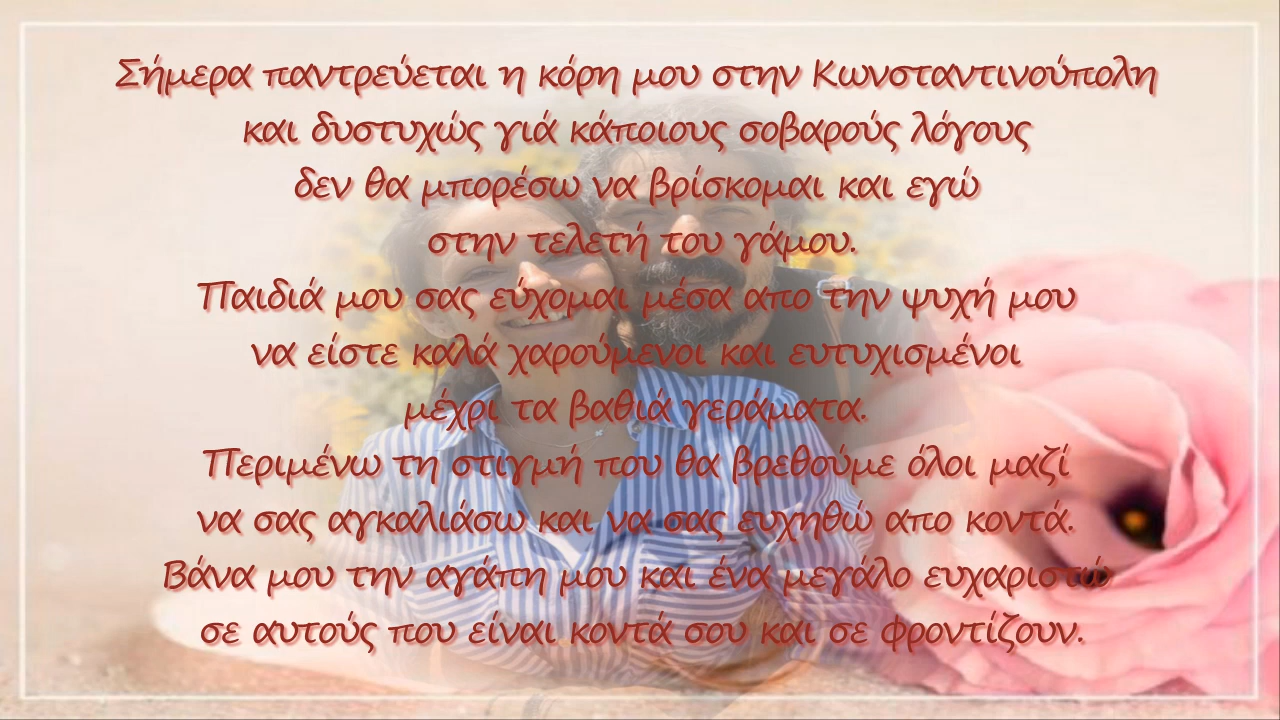 Σήμερα παντρεύεται η κόρη μου στην Κωνσταντινούπολη
και δυστυχώς γιά κάποιους σοβαρούς λόγους
δεν θα μπορέσω να βρίσκομαι και εγώ
στην τελετή του γάμου.
Παιδιά μου σας εύχομαι μέσα απο την ψυχή μου
να είστε καλά χαρούμενοι και ευτυχισμένοι
μέχρι τα βαθιά γεράματα.
Περιμένω τη στιγμή που θα βρεθούμε όλοι μαζί
να σας αγκαλιάσω και να σας ευχηθώ απο κοντά.
Βάνα μου την αγάπη μου και ένα μεγάλο ευχαριστώ
σε αυτούς που είναι κοντά σου και σε φροντίζουν.